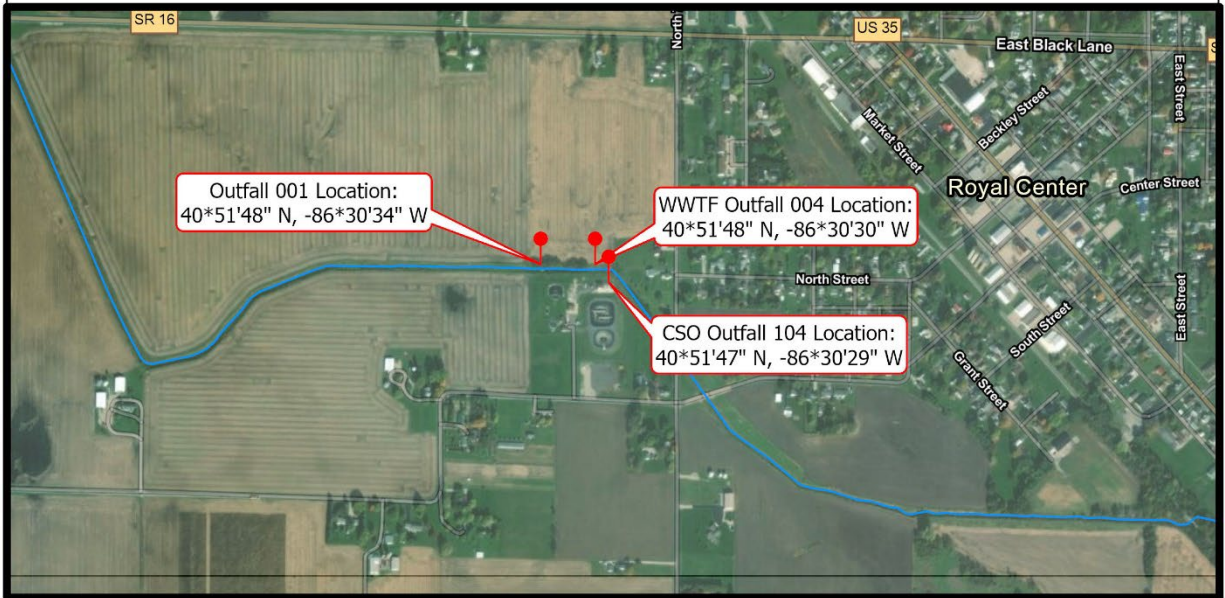 SR 16
North
US 35
East Black Lane
East Street
Market Street
Beckley Street
Royal Center
Center Street
Outfall 001 Location:
40*51'48" N, -86*30'34" W
WWTF Outfall 004 Location:
40*51'48" N, -86*30'30" W
North Street
CSO Outfall 104 Location:
40*51'47" N, -86*30'29" W
South Street
East Street
Grant Street